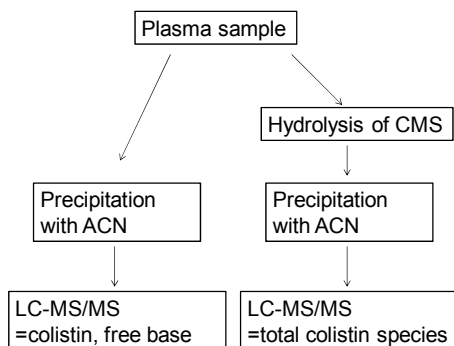 Plasma sample
Hydrolysis of CMS
Precipitation
with ACN
Precipitation
with ACN
LC-MS/MS
=colistin, free base
LC-MS/MS
=total colistin species